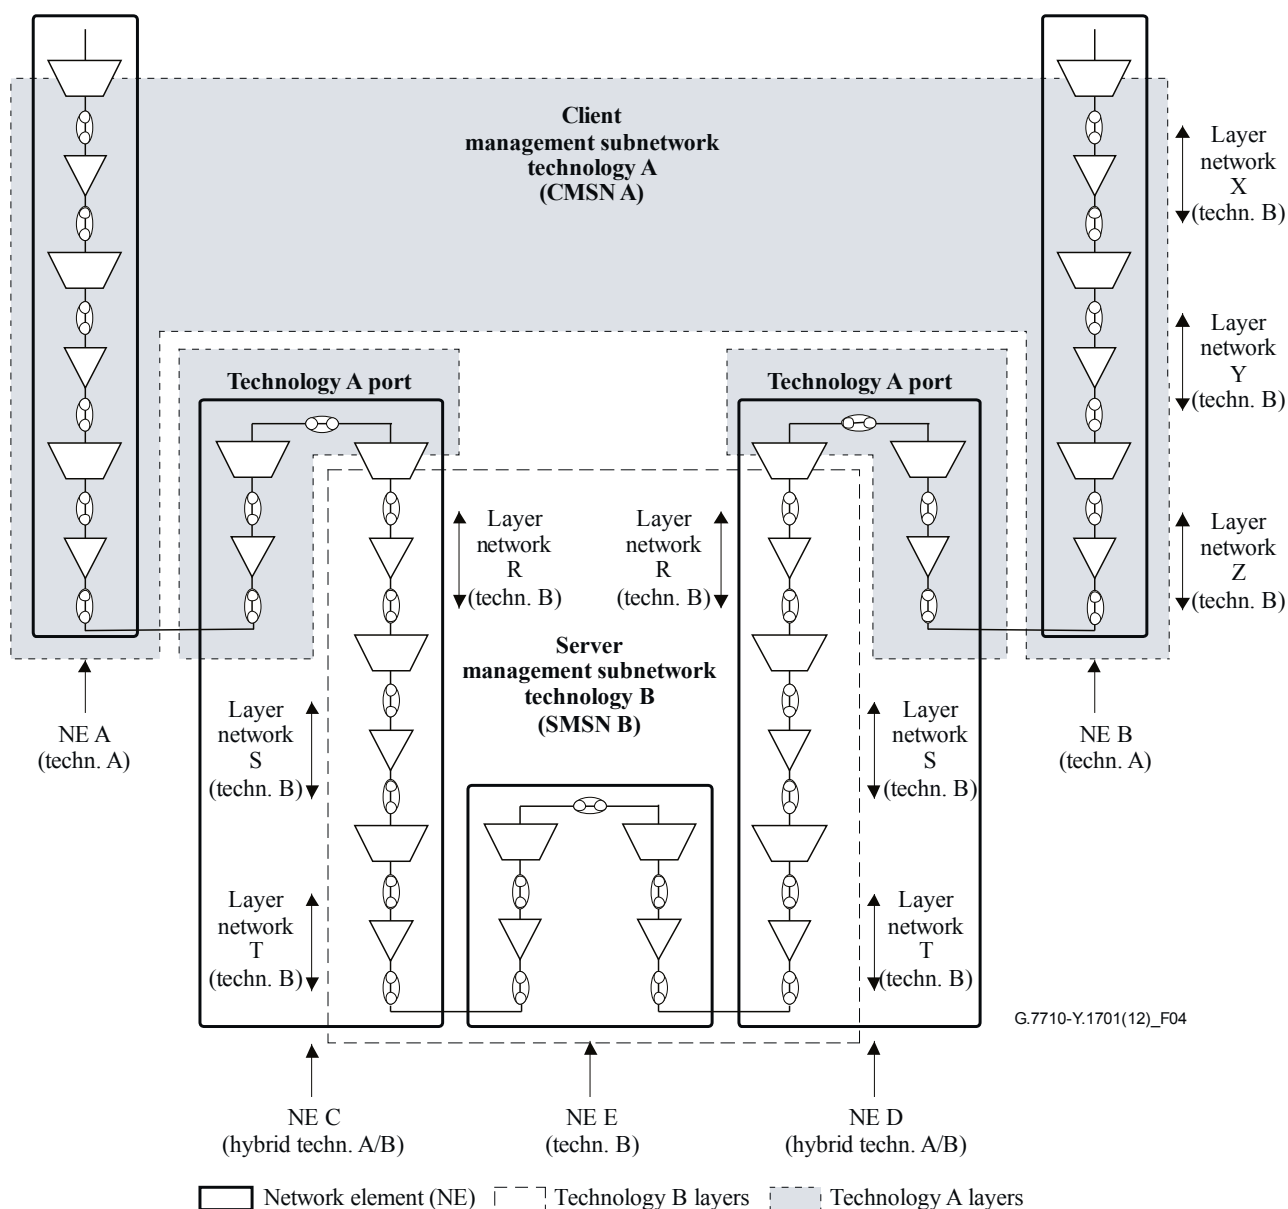 Client
management subnetwork
technology A
(CMSN A)
Layer
network
X
(techn. B)
Layer
network
Y
(techn. B)
Technology A port
Technology A port
Layer
network
R
(techn. B)
Layer
network
R
(techn. B)
Layer
network
Z
(techn. B)
Server
management subnetwork
technology B
(SMSN B)
NE A
(techn. A)
Layer
network
S
(techn. B)
Layer
network
S
(techn. B)
NE B
(techn. A)
Layer
network
T
(techn. B)
Layer
network
T
(techn. B)
G.7710-Y.1701(12)_F04
NE C
(hybrid techn. A/B)
NE E
(techn. B)
NE D
(hybrid techn. A/B)
Network element (NE)
Technology B layers
Technology A layers